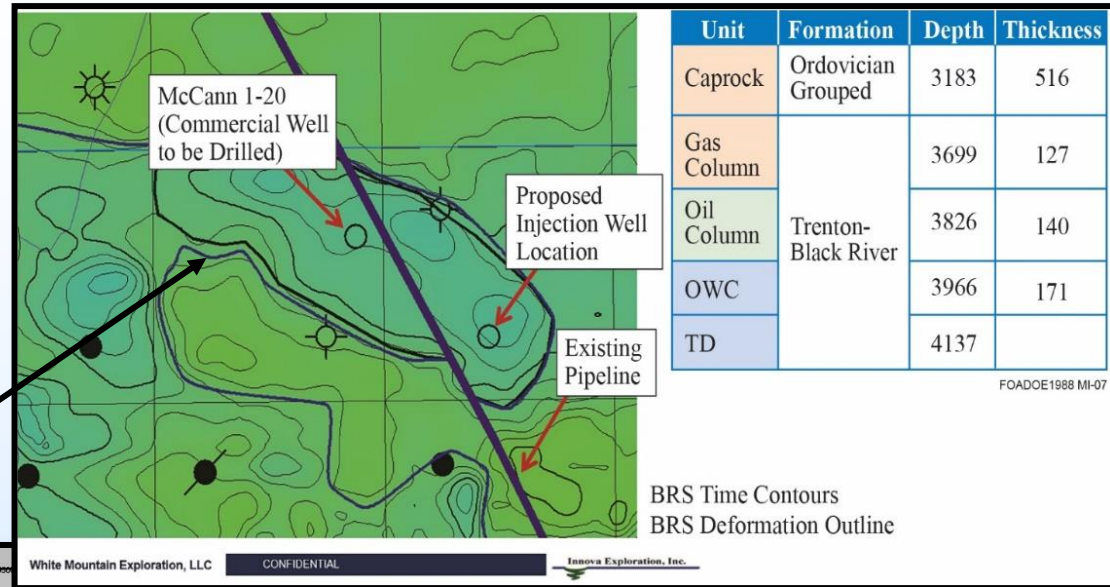 McCann 1-20
(Commercial Well
to be Drilled)
Proposed
Injection Well
Location
Existing
Pipeline
Unit Formation Depth Thickness
Caprock Ordovician Grouped 3183 516
Gas Column Trenton-Black River 3699 127
Oil Column 3826 140
OWC 3966 171
TD 4137
FOADOE1988 MI-07
BRS Time Contours
BRS Deformation Outline
White Mountain Exploration, LLC CONFIDENTIAL Innova Exploration, Inc.